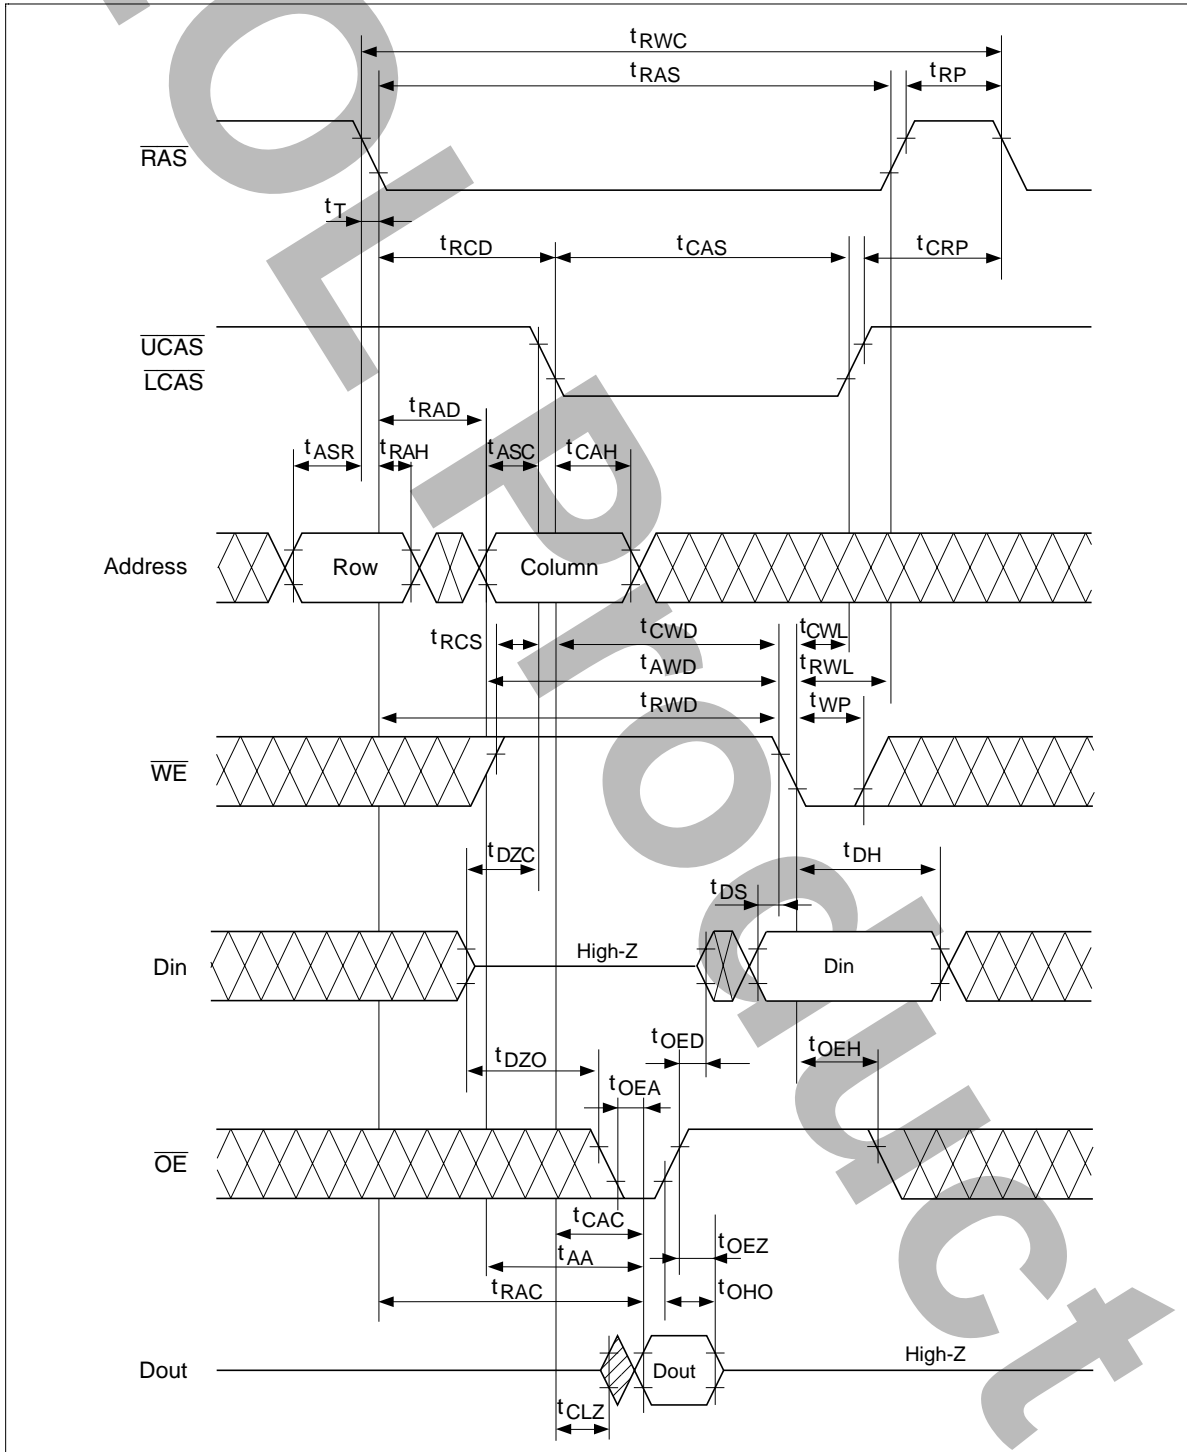 tRWC
tRAS
tRP
RAS
tT
tRCD
tCAS
tCRP
UCAS
LCAS
tRAD
tASR
tRAH
tASC
tCAH
Address
Row
Column
tRCS
tCWD
tCWL
tAWD
tRWL
tRWD
tWP
WE
tDZC
tDH
tDS
High-Z
Din
Din
tOED
tOEH
tDZO
tOEA
OE
tCAC
tOEZ
tAA
tRAC
tOHO
High-Z
Dout
Dout
tCLZ
OL Product